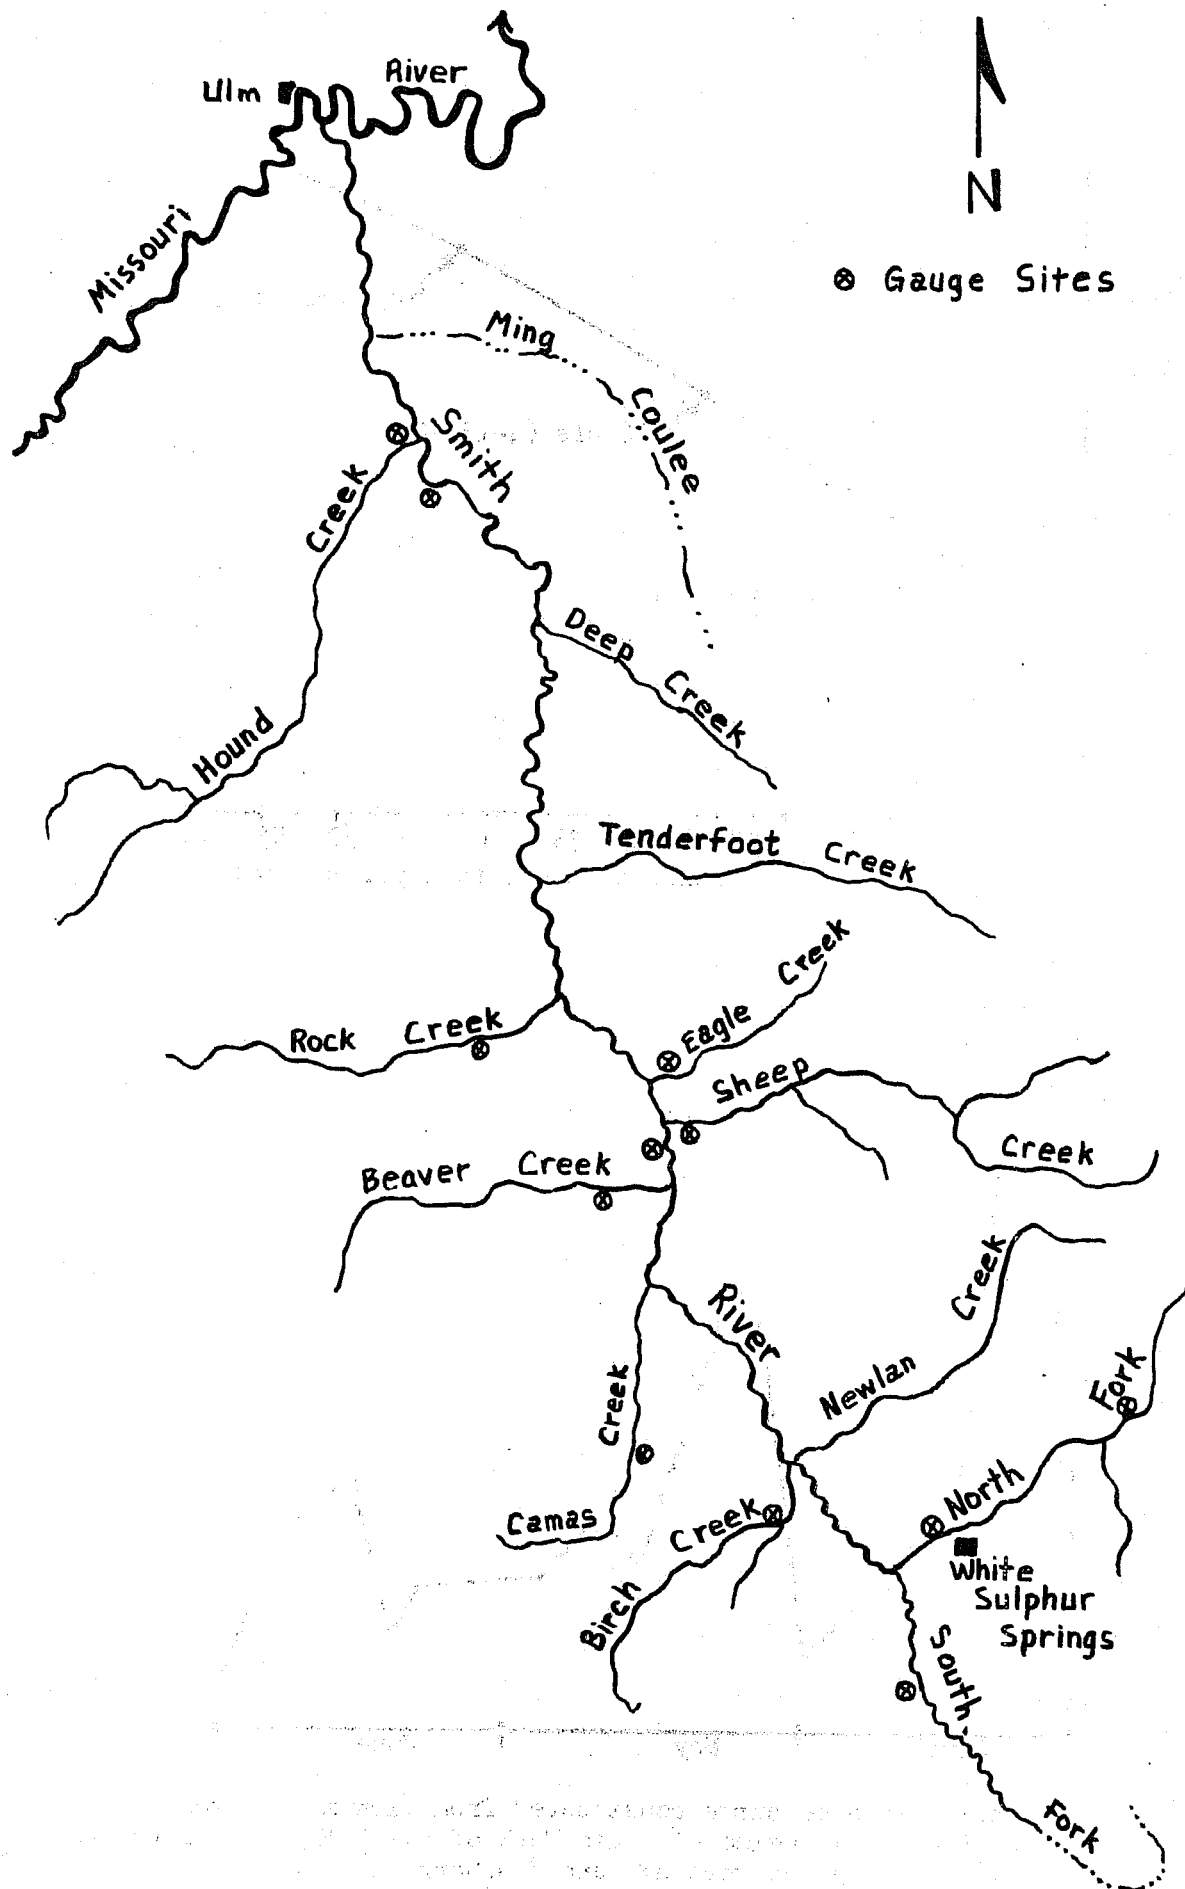 Ulm
River
Missouri
N
⊗ Gauge Sites
Ming
Coulee
Smith
Creek
Hound
Deep
Creek
Tenderfoot Creek
Rock Creek
Eagle Creek
Sheep
Creek
Beaver Creek
River
Newlan Creek
Creek
Camas
Birch Creek
North Fork
White
Sulphur
Springs
South
Fork